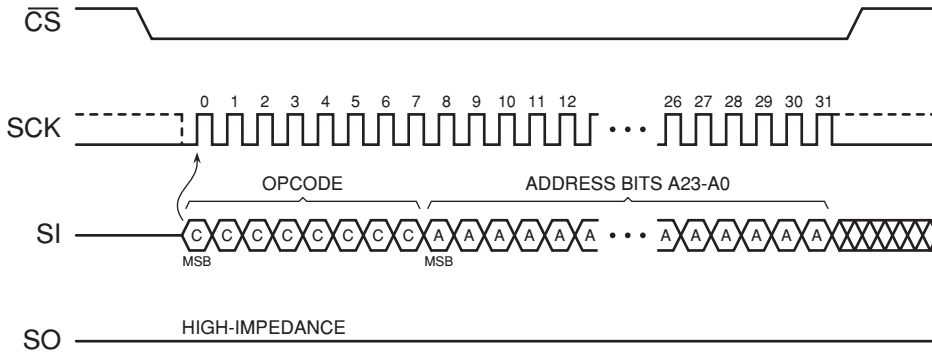 CS
0 1 2 3 4 5 6 7 8 9 10 11 12 26 27 28 29 30 31
SCK
OPCODE ADDRESS BITS A23-A0
SI C C C C C C C C A A A A A A A A A A A A
MSB MSB
HIGH-IMPEDANCE
SO